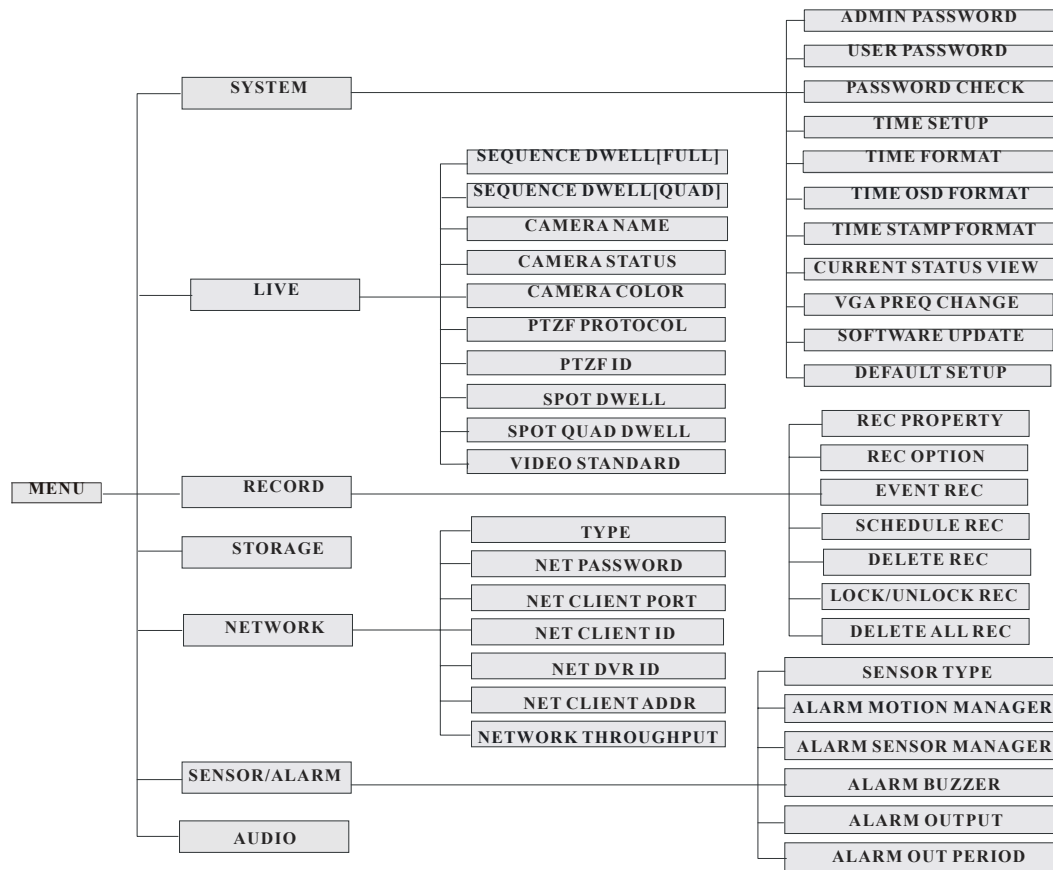 MENU
SYSTEM
ADMIN PASSWORD
USER PASSWORD
PASSWORD CHECK
TIME SETUP
TIME FORMAT
TIME OSD FORMAT
TIME STAMP FORMAT
CURRENT STATUS VIEW
VGA PREQ CHANGE
SOFTWARE UPDATE
DEFAULT SETUP
LIVE
SEQUENCE DWELL[FULL]
SEQUENCE DWELL[QUAD]
CAMERA NAME
CAMERA STATUS
CAMERA COLOR
PTZF PROTOCOL
PTZF ID
SPOT DWELL
SPOT QUAD DWELL
VIDEO STANDARD
RECORD
REC PROPERTY
REC OPTION
EVENT REC
SCHEDULE REC
DELETE REC
LOCK/UNLOCK REC
DELETE ALL REC
STORAGE
NETWORK
TYPE
NET PASSWORD
NET CLIENT PORT
NET CLIENT ID
NET DVR ID
NET CLIENT ADDR
NETWORK THROUGHPUT
SENSOR/ALARM
SENSOR TYPE
ALARM MOTION MANAGER
ALARM SENSOR MANAGER
ALARM BUZZER
ALARM OUTPUT
ALARM OUT PERIOD
AUDIO